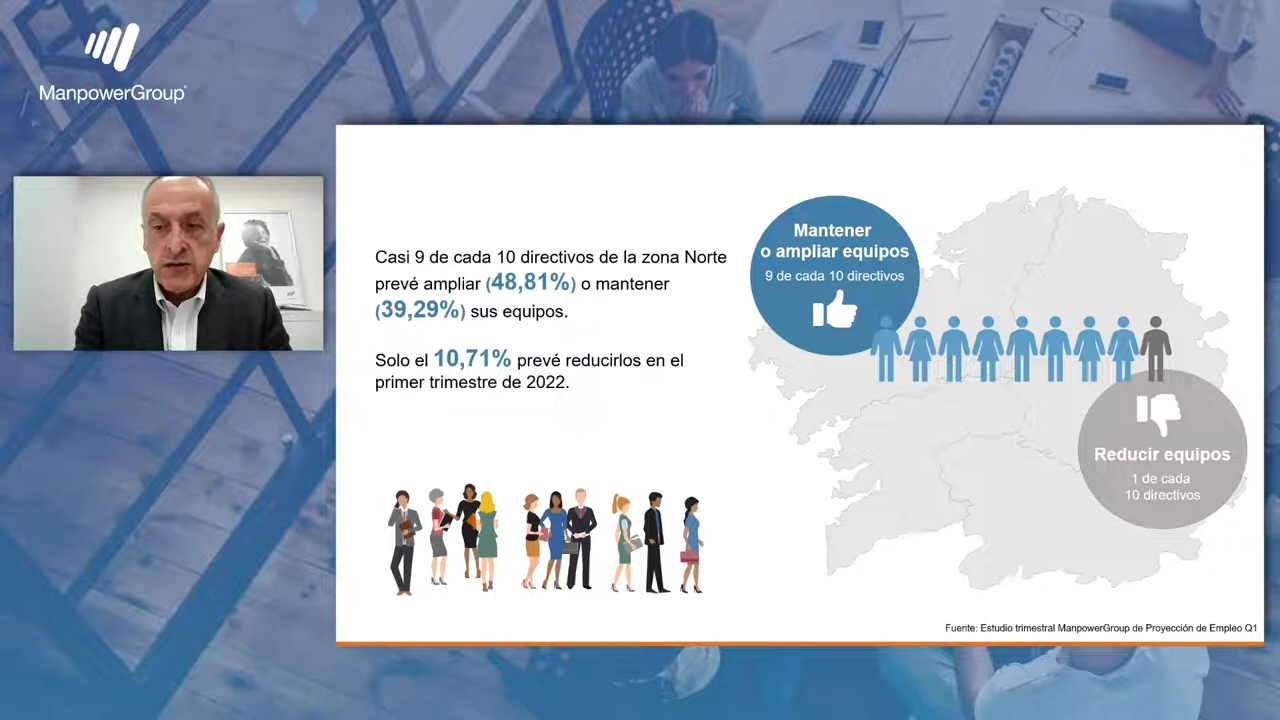 ManpowerGroup
Casi 9 de cada 10 directivos de la zona Norte
prevé ampliar (48,81%) o mantener
(39,29%) sus equipos.
Solo el 10,71% prevé reducirlos en el
primer trimestre de 2022.
Mantener
o ampliar equipos
9 de cada 10 directivos
Reducir equipos
1 de cada
10 directivos
Fuente: Estudio trimestral ManpowerGroup de Proyección de Empleo Q1